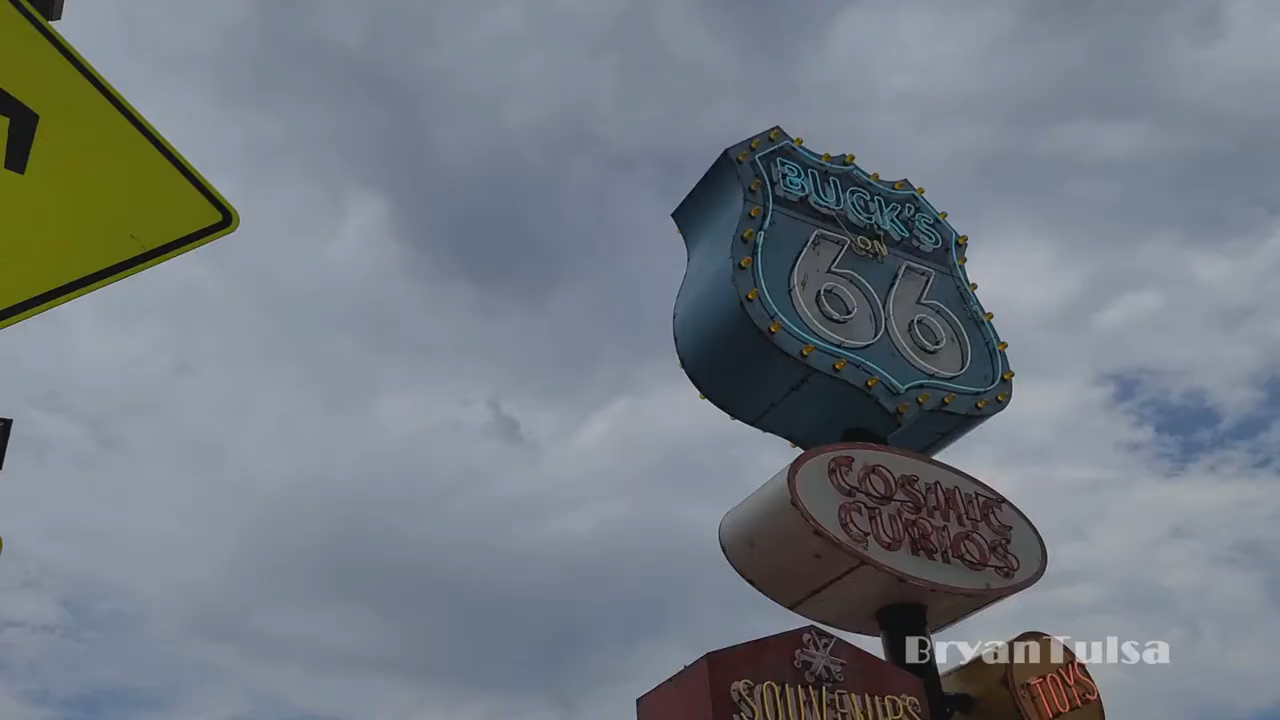 BUCK'S
ON
66
COSMIC
CURIOS
SOUVENIRS
TOYS
BryanTulsa